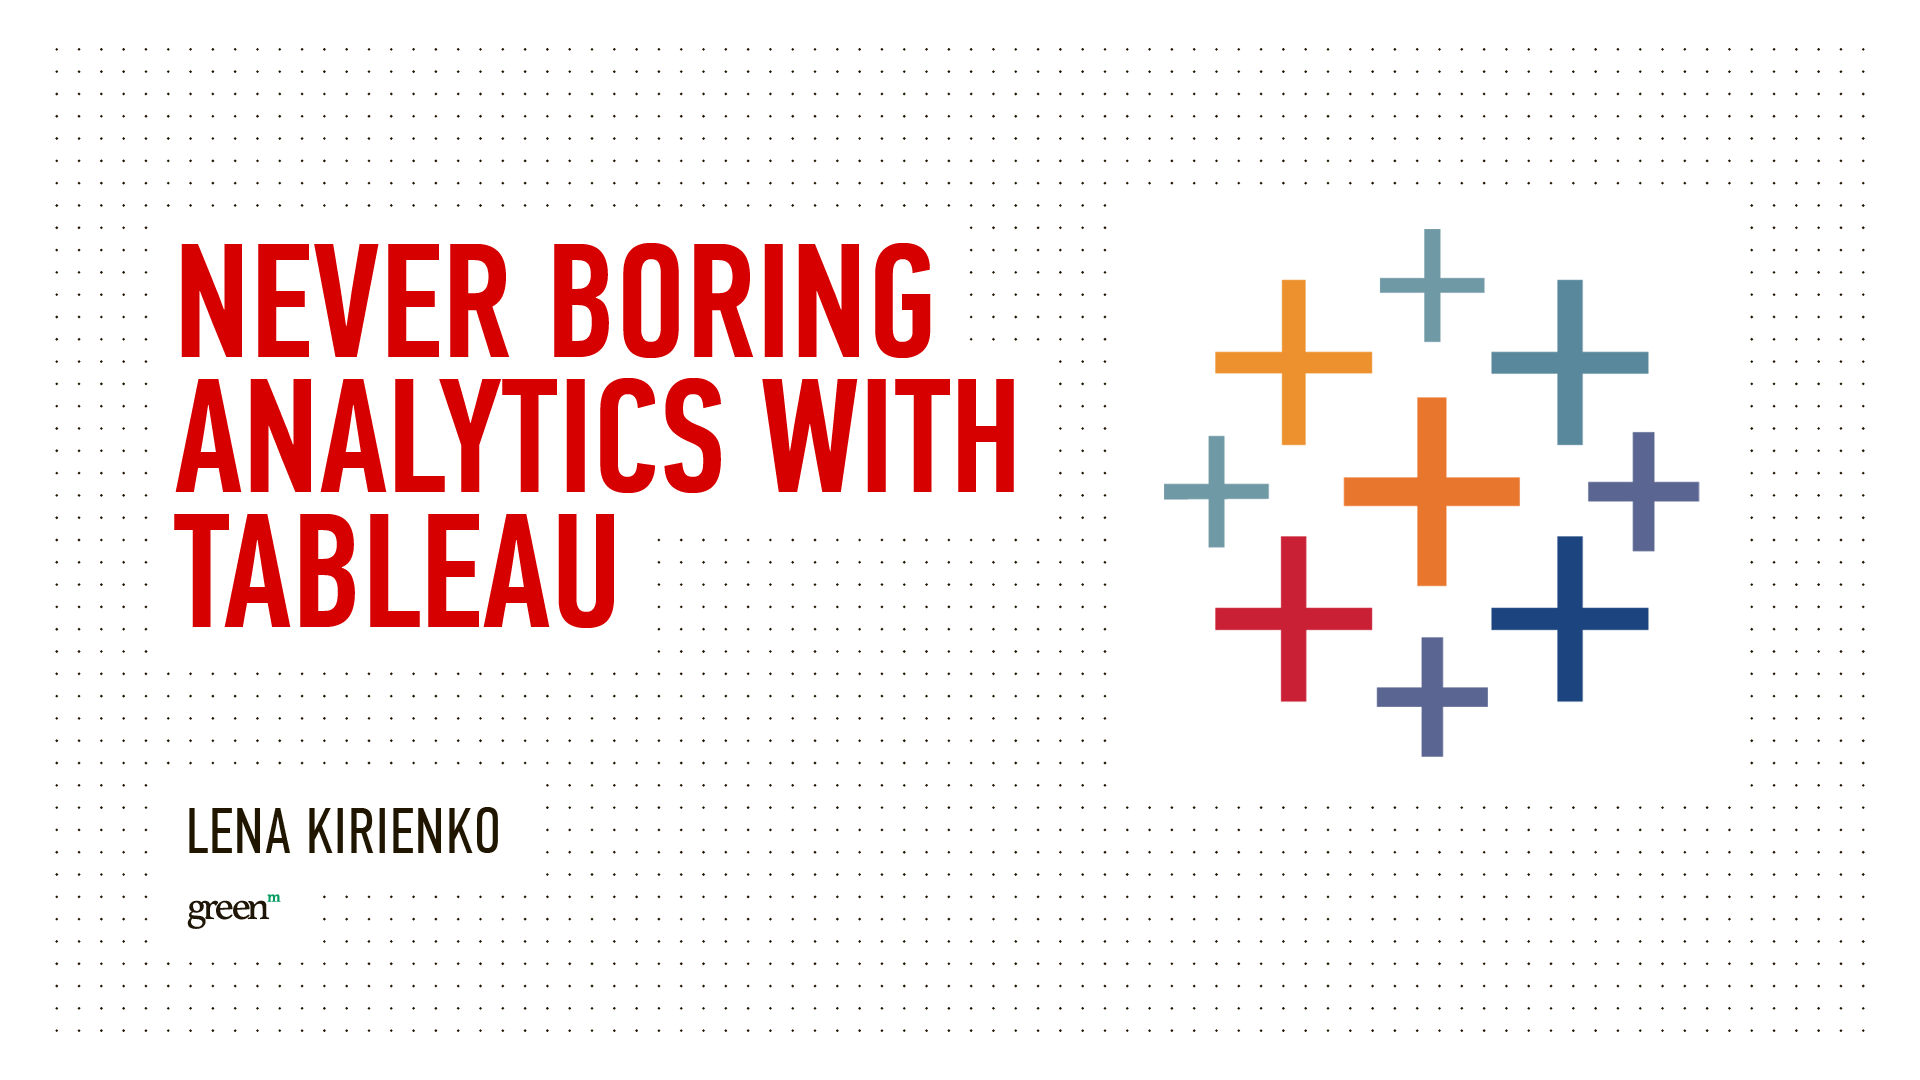 NEVER BORING
ANALYTICS WITH
TABLEAU
LENA KIRIENKO
greenᵐ